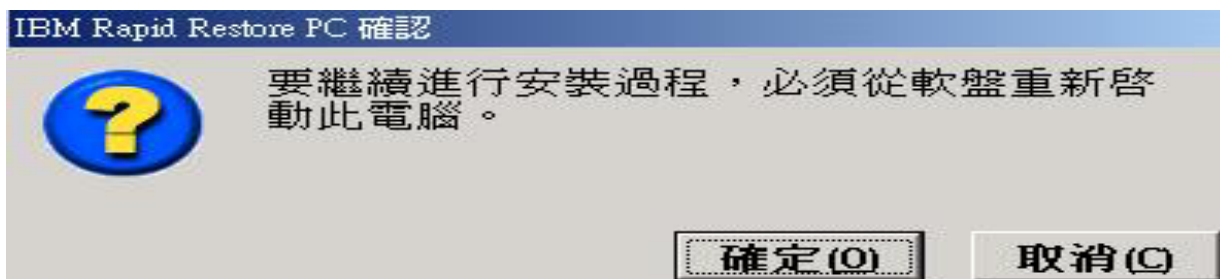 IBM Rapid Restore PC 確認
要繼續進行安裝過程，必須從軟盤重新啓
動此電腦。
確定(O)
取消(C)